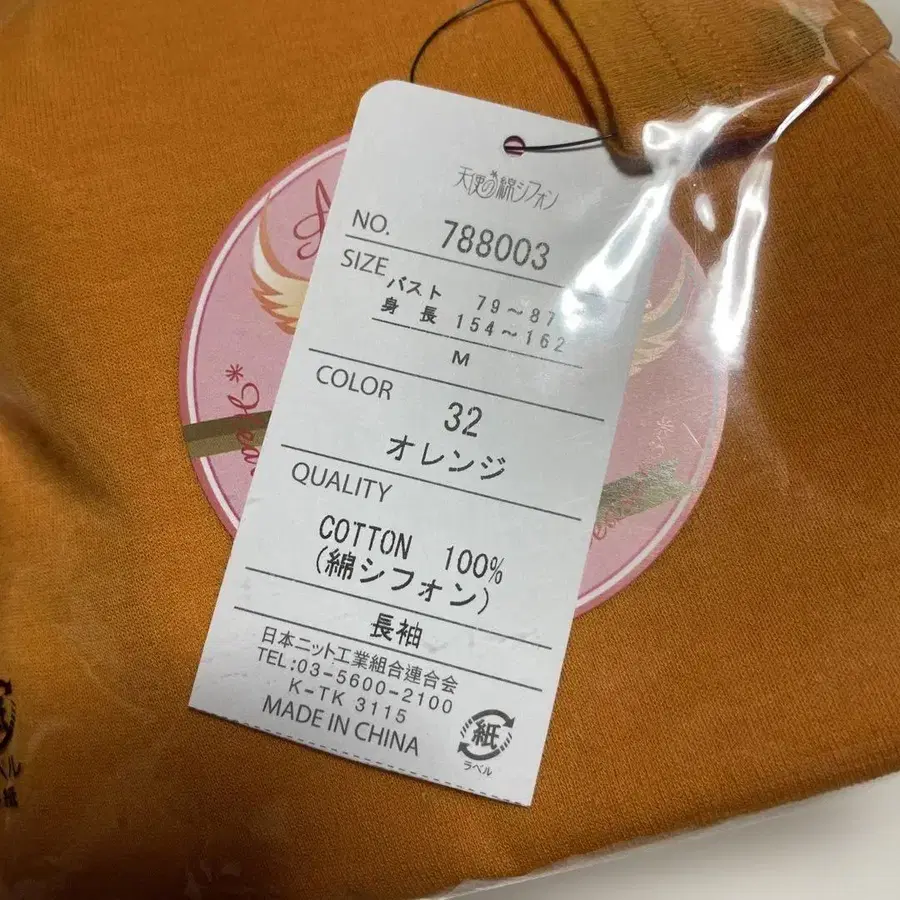 天使の綿シフォン
NO. 788003
SIZE
バスト 79～87
身長 154～162
M
COLOR
32
オレンジ
QUALITY
COTTON 100%
(綿シフォン)
長袖
日本ニット工業組合連合会
TEL:03-5600-2100
K-TK 3115
MADE IN CHINA
紙
ラベル